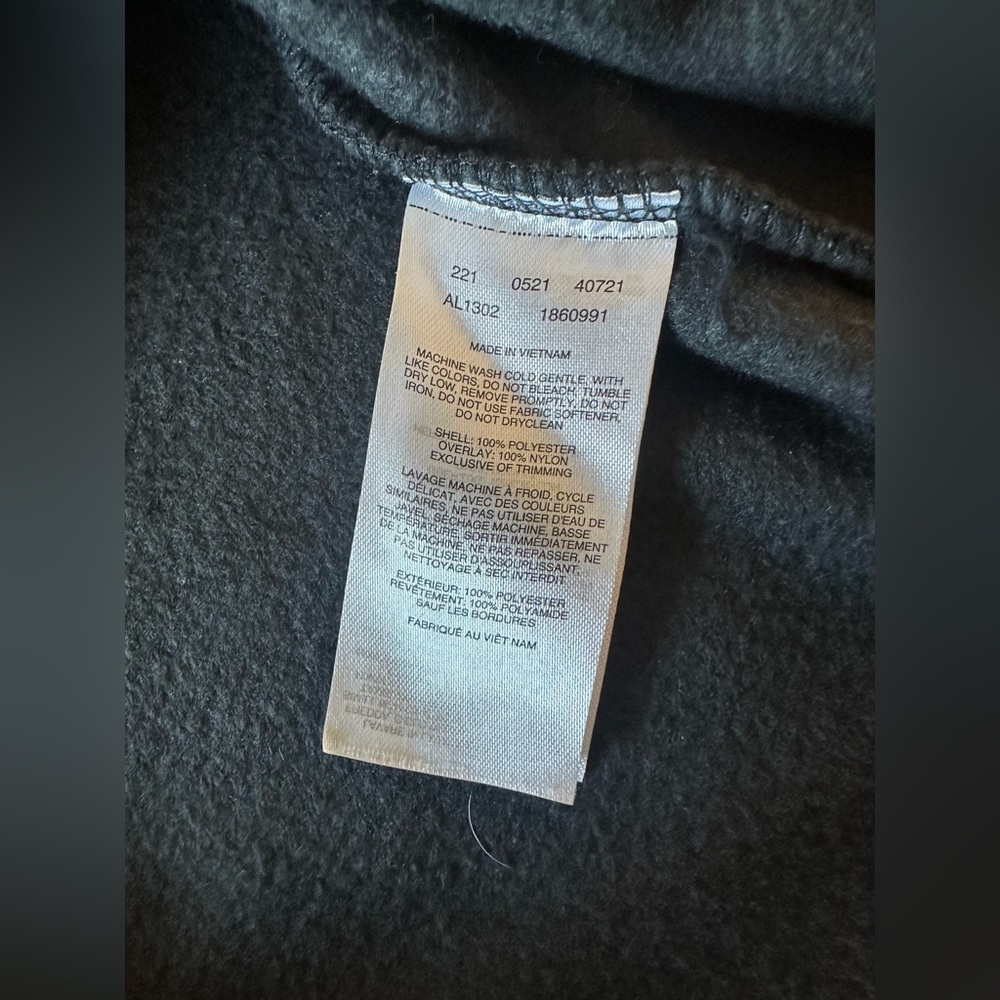 221 0521 40721
AL1302 1860991
MADE IN VIETNAM
MACHINE WASH COLD GENTLE, WITH
LIKE COLORS, DO NOT BLEACH, TUMBLE
DRY LOW, REMOVE PROMPTLY, DO NOT
IRON, DO NOT USE FABRIC SOFTENER,
DO NOT DRYCLEAN
SHELL: 100% POLYESTER
OVERLAY: 100% NYLON
EXCLUSIVE OF TRIMMING
LAVAGE MACHINE À FROID, CYCLE
DÉLICAT, AVEC DES COULEURS
SIMILAIRES, NE PAS UTILISER D'EAU DE
JAVEL, SÉCHAGE MACHINE, BASSE
TEMPÉRATURE, SORTIR IMMÉDIATEMENT
DE LA MACHINE, NE PAS REPASSER, NE
PAS UTILISER D'ASSOUPLISSANT,
NETTOYAGE À SEC INTERDIT
EXTÉRIEUR: 100% POLYESTER
REVÊTEMENT: 100% POLYAMIDE
SAUF LES BORDURES
FABRIQUÉ AU VIÊT NAM